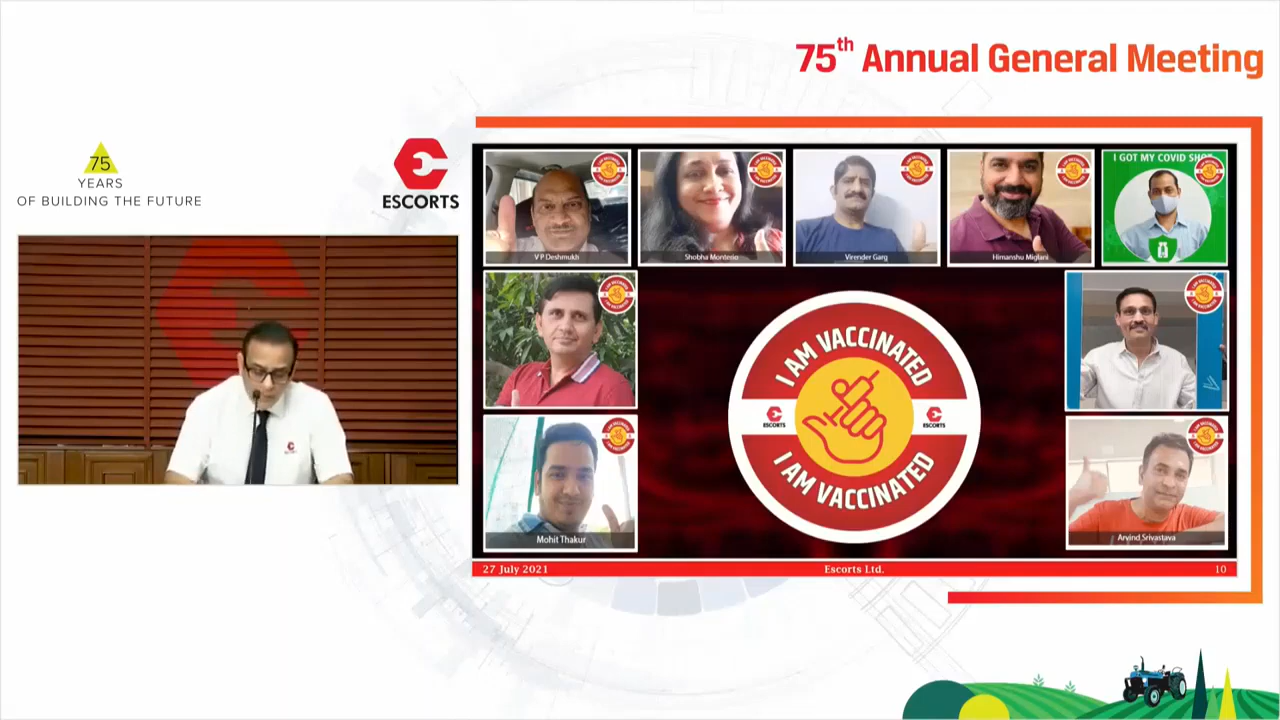 75th Annual General Meeting
75
YEARS
OF BUILDING THE FUTURE
ESCORTS
I GOT MY COVID SHOT
V P Deshmukh
Shobha Monterio
Virender Garg
Himanshu Miglani
I AM VACCINATED
ESCORTS
ESCORTS
I AM VACCINATED
Mohit Thakur
Arvind Srivastava
27 July 2021
Escorts Ltd.
10